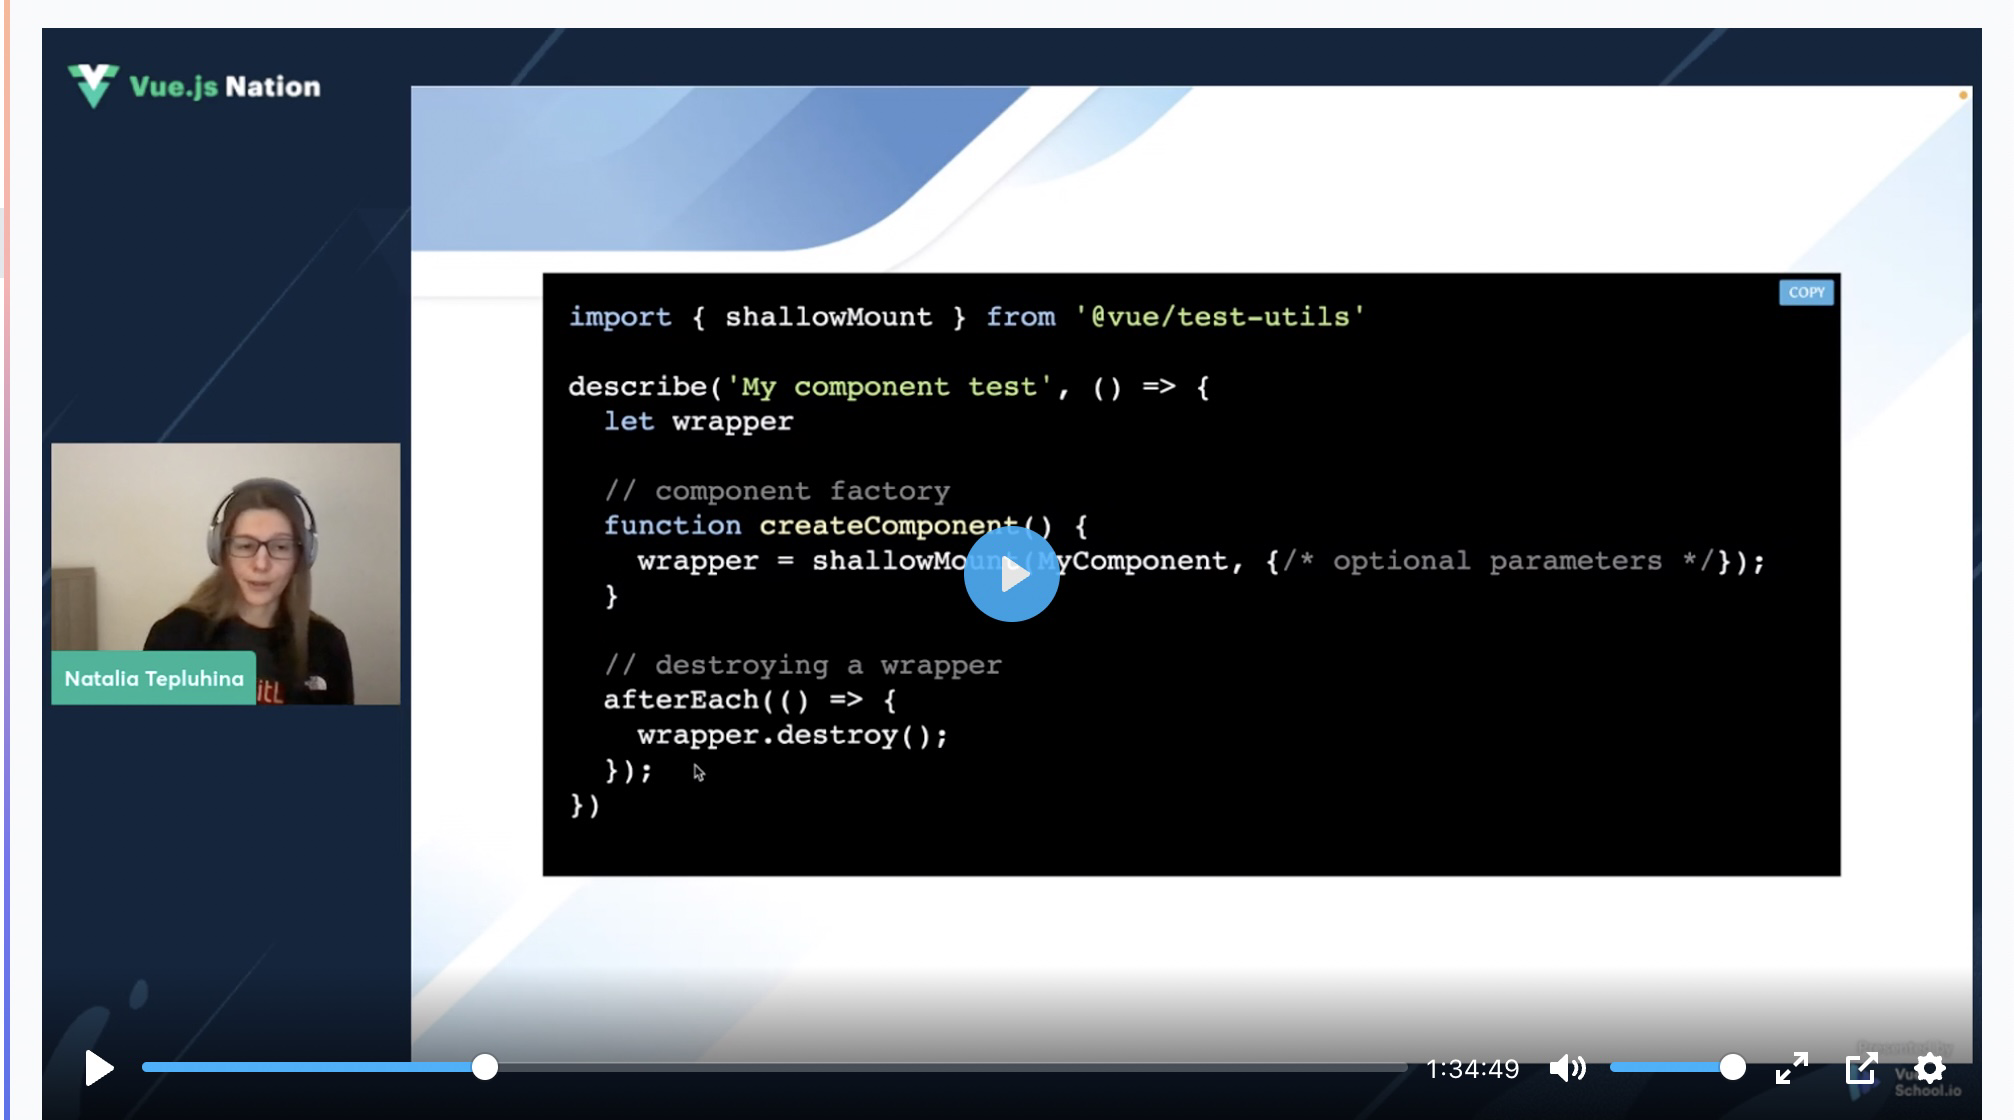 Vue.js Nation
COPY
import { shallowMount } from '@vue/test-utils'
describe('My component test', () => {
let wrapper
// component factory
function createComponent() {
wrapper = shallowMount(MyComponent, {/* optional parameters */});
}
// destroying a wrapper
afterEach(() => {
wrapper.destroy();
});
})
Natalia Tepluhina
itL
1:34:49
Presented by
School.io